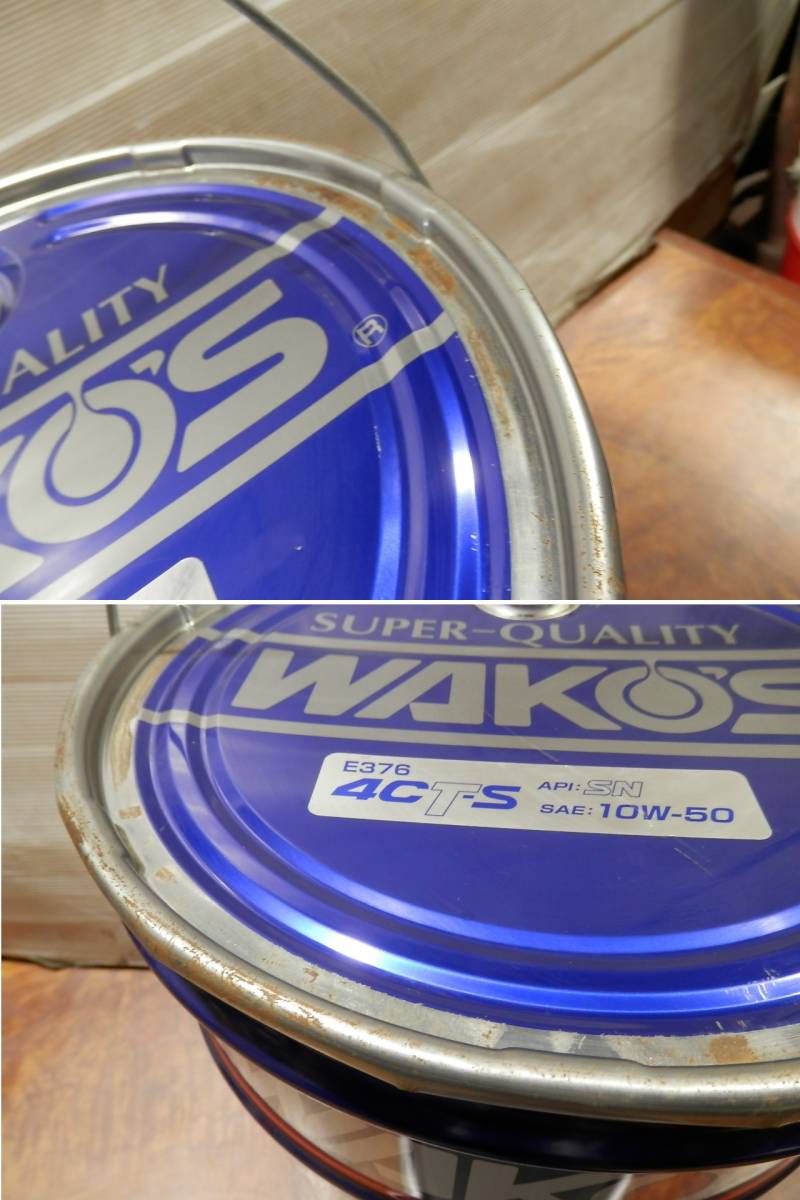 ALITY
KO'S ®
SUPER-QUALITY
WAKO'S
E376
4CT-S
API: SN
SAE: 10W-50